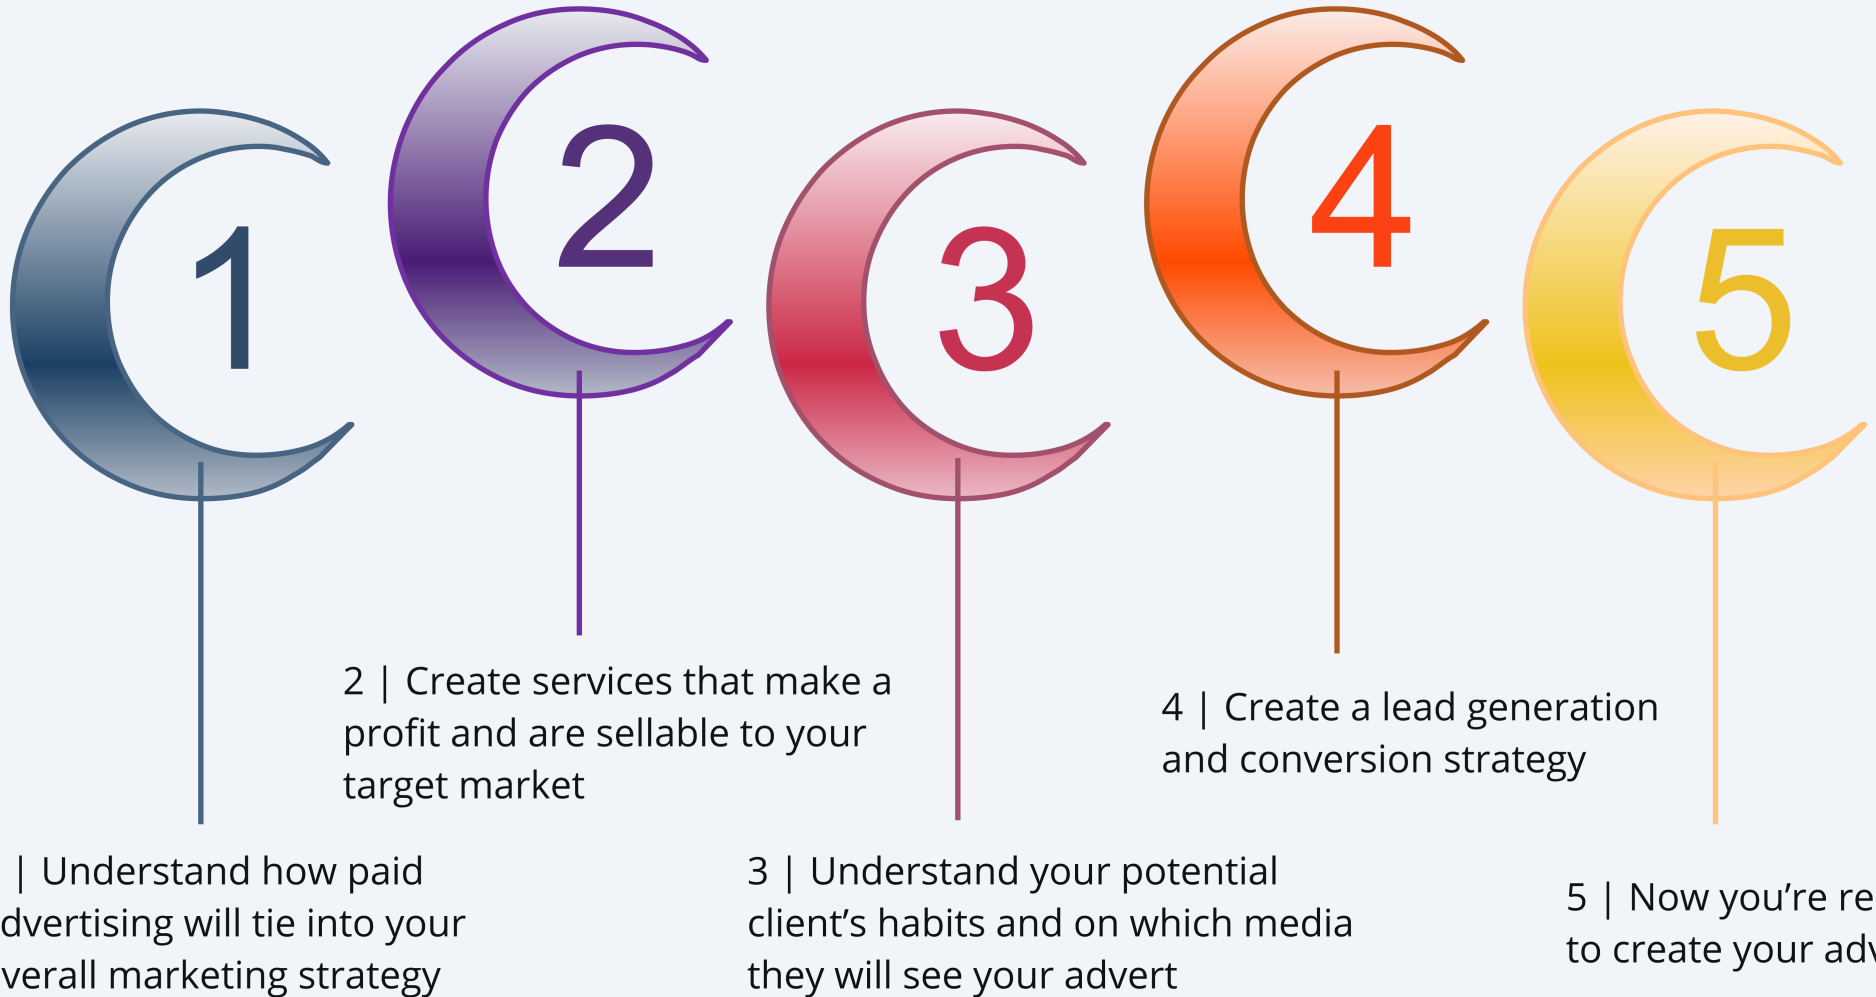 1
2
3
4
5
2 | Create services that make a
profit and are sellable to your
target market
4 | Create a lead generation
and conversion strategy
| Understand how paid
dvertising will tie into your
verall marketing strategy
3 | Understand your potential
client’s habits and on which media
they will see your advert
5 | Now you’re re
to create your adv